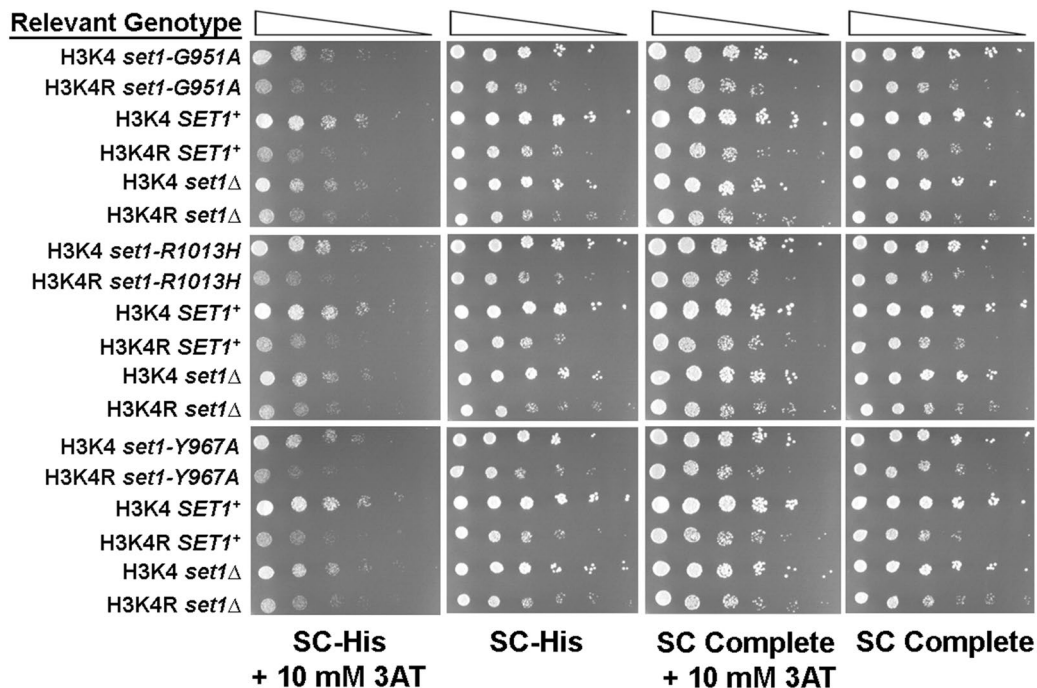 Relevant Genotype
H3K4 set1-G951A
H3K4R set1-G951A
H3K4 SET1⁺
H3K4R SET1⁺
H3K4 set1Δ
H3K4R set1Δ
H3K4 set1-R1013H
H3K4R set1-R1013H
H3K4 SET1⁺
H3K4R SET1⁺
H3K4 set1Δ
H3K4R set1Δ
H3K4 set1-Y967A
H3K4R set1-Y967A
H3K4 SET1⁺
H3K4R SET1⁺
H3K4 set1Δ
H3K4R set1Δ
SC-His
+ 10 mM 3AT
SC-His
SC Complete
+ 10 mM 3AT
SC Complete